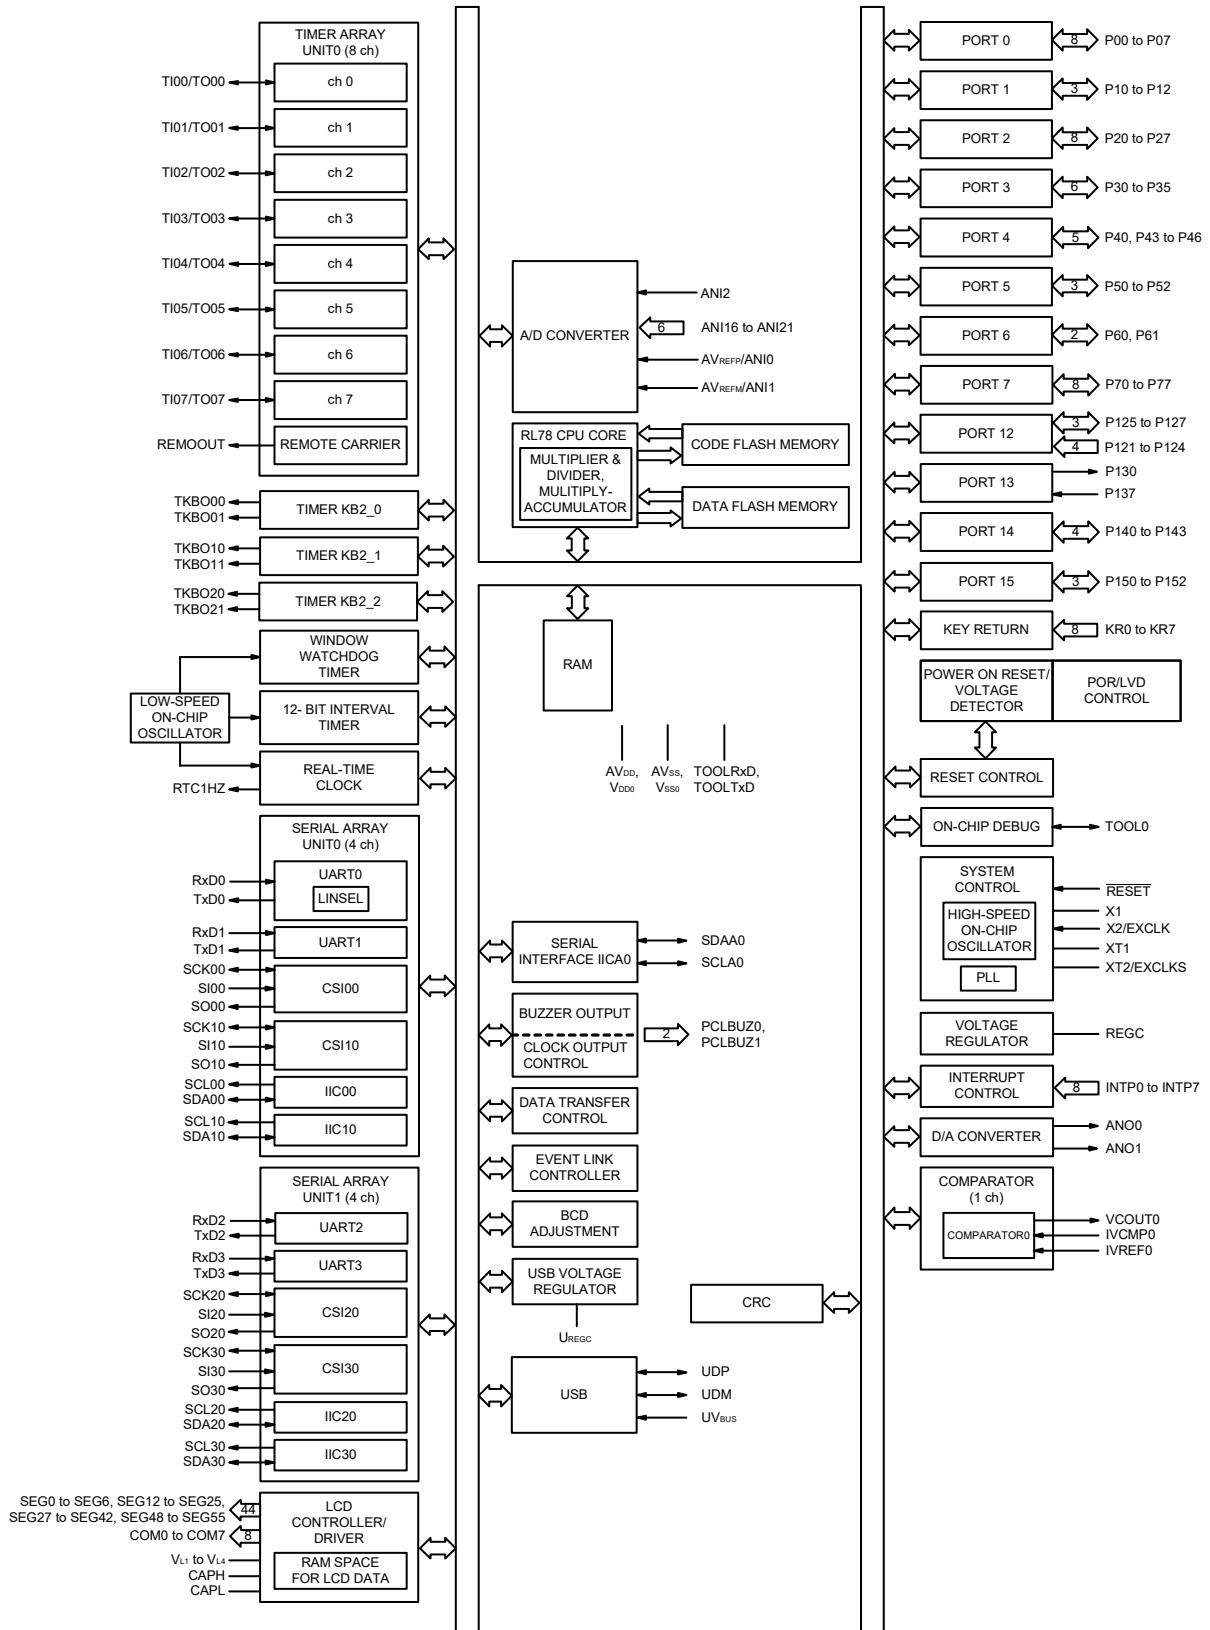 TIMER ARRAY
UNIT0 (8 ch)
TI00/TO00
ch 0
TI01/TO01
ch 1
TI02/TO02
ch 2
TI03/TO03
ch 3
TI04/TO04
ch 4
TI05/TO05
ch 5
TI06/TO06
ch 6
TI07/TO07
ch 7
REMOOUT
REMOTE CARRIER
TKBO00
TKBO01
TIMER KB2_0
TKBO10
TKBO11
TIMER KB2_1
TKBO20
TKBO21
TIMER KB2_2
WINDOW
WATCHDOG
TIMER
LOW-SPEED
ON-CHIP
OSCILLATOR
12- BIT INTERVAL
TIMER
REAL-TIME
CLOCK
RTC1HZ
SERIAL ARRAY
UNIT0 (4 ch)
RxD0
TxD0
UART0
LINSEL
RxD1
TxD1
UART1
SCK00
SI00
SO00
CSI00
SCK10
SI10
SO10
CSI10
SCL00
SDA00
IIC00
SCL10
SDA10
IIC10
SERIAL ARRAY
UNIT1 (4 ch)
RxD2
TxD2
UART2
RxD3
TxD3
UART3
SCK20
SI20
SO20
CSI20
SCK30
SI30
SO30
CSI30
SCL20
SDA20
IIC20
SCL30
SDA30
IIC30
SEG0 to SEG6, SEG12 to SEG25,
SEG27 to SEG42, SEG48 to SEG55
44
COM0 to COM7
8
VL1 to VL4
CAPH
CAPL
LCD
CONTROLLER/
DRIVER
RAM SPACE
FOR LCD DATA
A/D CONVERTER
ANI2
6
ANI16 to ANI21
AVREFP/ANI0
AVREFM/ANI1
RL78 CPU CORE
MULTIPLIER &
DIVIDER,
MULITIPLY-
ACCUMULATOR
CODE FLASH MEMORY
DATA FLASH MEMORY
RAM
AVDD,
VDD0
AVSS,
VSS0
TOOLRxD,
TOOLTxD
SERIAL
INTERFACE IICA0
SDAA0
SCLA0
BUZZER OUTPUT
CLOCK OUTPUT
CONTROL
2
PCLBUZ0,
PCLBUZ1
DATA TRANSFER
CONTROL
EVENT LINK
CONTROLLER
BCD
ADJUSTMENT
USB VOLTAGE
REGULATOR
UREGC
CRC
USB
UDP
UDM
UVBUS
PORT 0
8
P00 to P07
PORT 1
3
P10 to P12
PORT 2
8
P20 to P27
PORT 3
6
P30 to P35
PORT 4
5
P40, P43 to P46
PORT 5
3
P50 to P52
PORT 6
2
P60, P61
PORT 7
8
P70 to P77
PORT 12
3
P125 to P127
4
P121 to P124
PORT 13
P130
P137
PORT 14
4
P140 to P143
PORT 15
3
P150 to P152
KEY RETURN
8
KR0 to KR7
POWER ON RESET/
VOLTAGE
DETECTOR
POR/LVD
CONTROL
RESET CONTROL
ON-CHIP DEBUG
TOOL0
SYSTEM
CONTROL
HIGH-SPEED
ON-CHIP
OSCILLATOR
PLL
RESET
X1
X2/EXCLK
XT1
XT2/EXCLKS
VOLTAGE
REGULATOR
REGC
INTERRUPT
CONTROL
8
INTP0 to INTP7
D/A CONVERTER
ANO0
ANO1
COMPARATOR
(1 ch)
COMPARATOR0
VCOUT0
IVCMP0
IVREF0